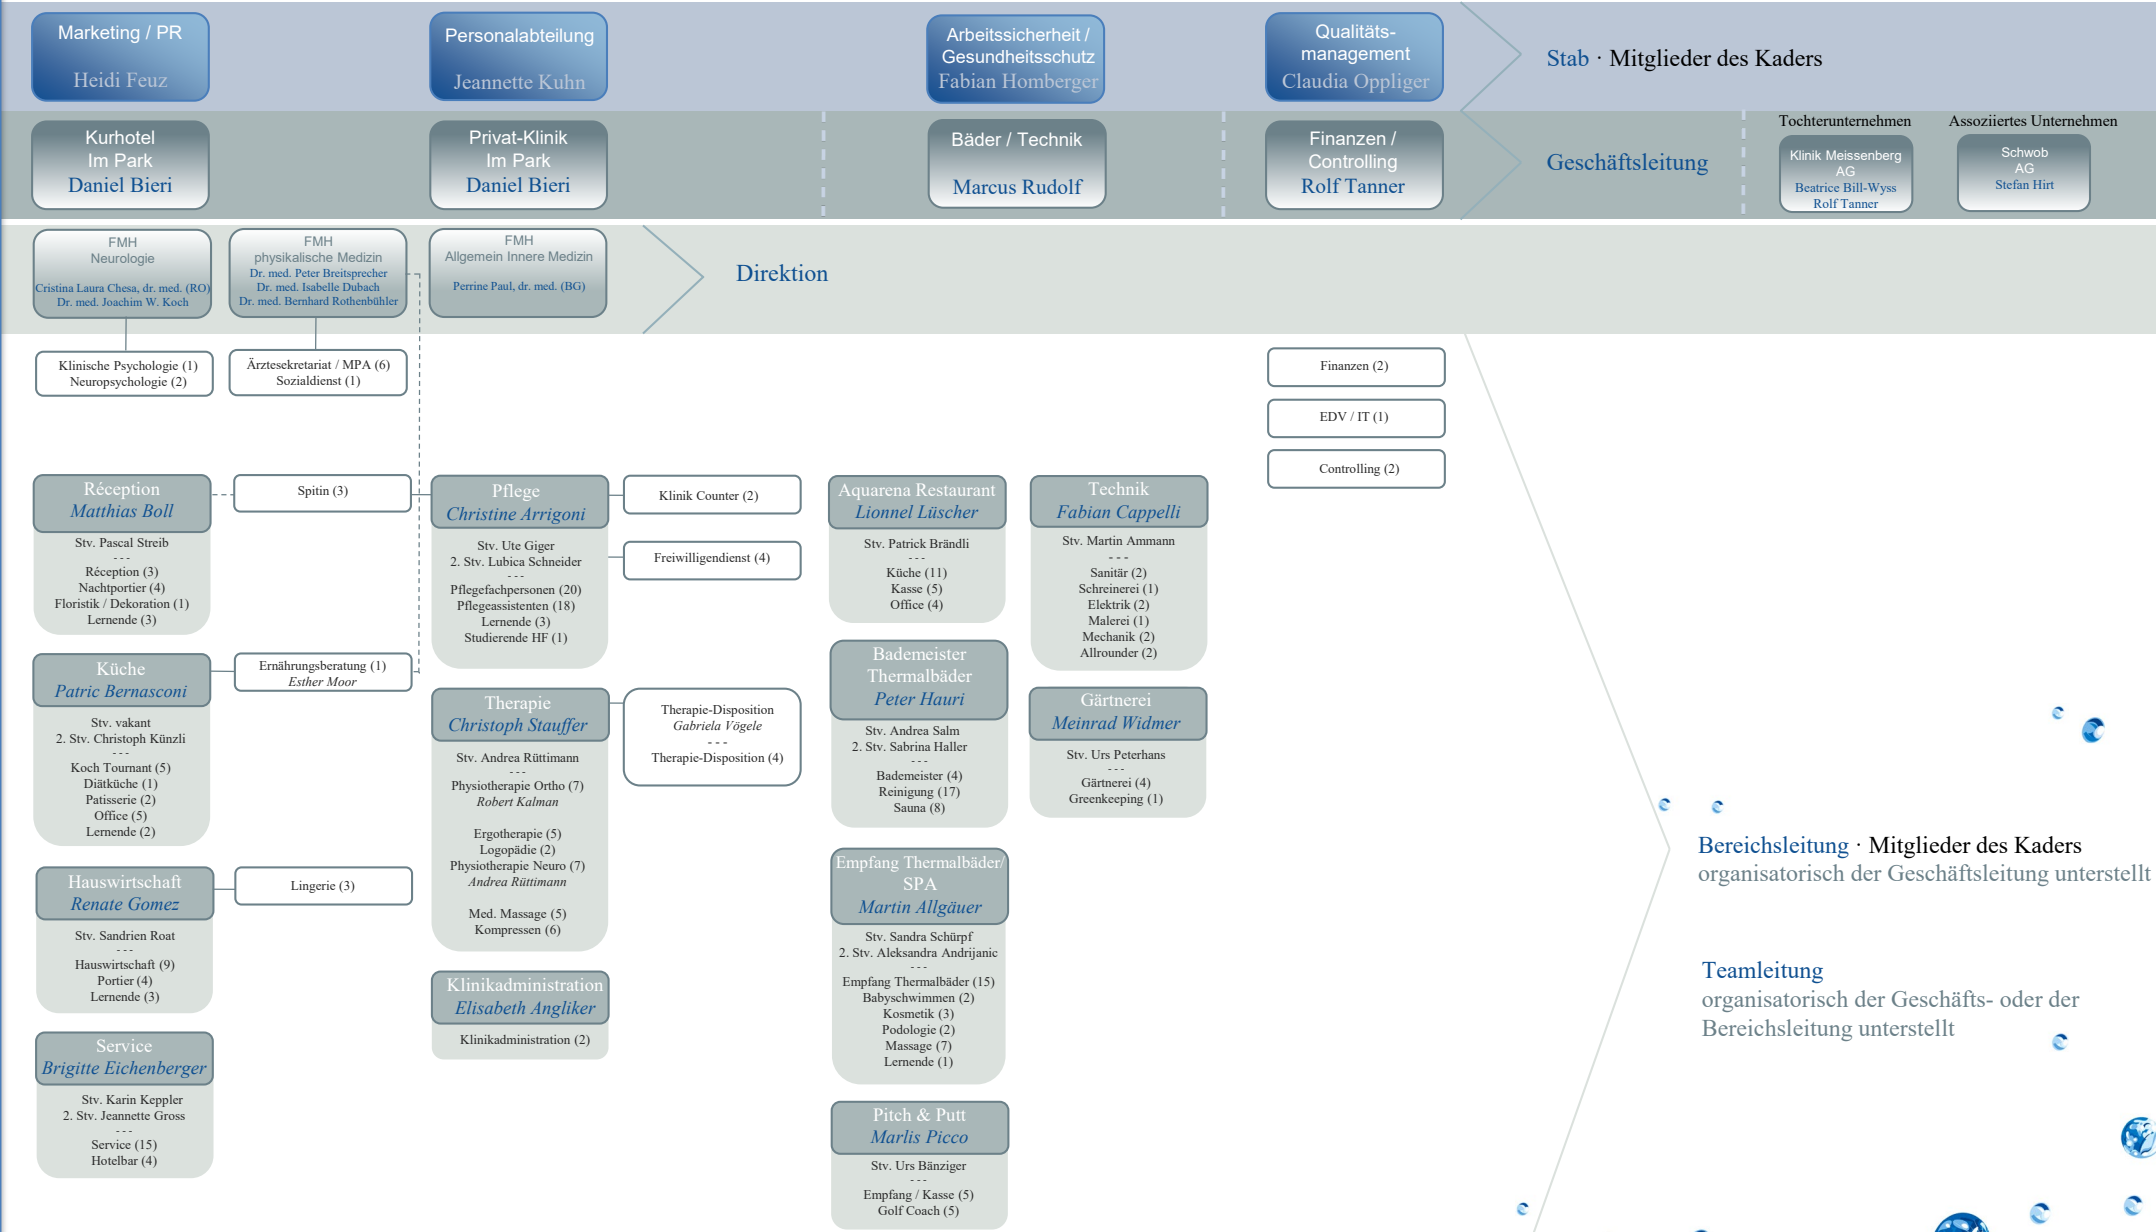 Marketing / PR
Heidi Feuz
Personalabteilung
Jeannette Kuhn
Arbeitssicherheit /
Gesundheitsschutz
Fabian Homberger
Qualitäts-
management
Claudia Oppliger
Stab · Mitglieder des Kaders
Kurhotel
Im Park
Daniel Bieri
Privat-Klinik
Im Park
Daniel Bieri
Bäder / Technik
Marcus Rudolf
Finanzen /
Controlling
Rolf Tanner
Geschäftsleitung
Tochterunternehmen
Klinik Meissenberg
AG
Beatrice Bill-Wyss
Rolf Tanner
Assoziiertes Unternehmen
Schwob
AG
Stefan Hirt
FMH
Neurologie
Cristina Laura Chesa, dr. med. (RO)
Dr. med. Joachim W. Koch
FMH
physikalische Medizin
Dr. med. Peter Breitsprecher
Dr. med. Isabelle Dubach
Dr. med. Bernhard Rothenbühler
FMH
Allgemein Innere Medizin
Perrine Paul, dr. med. (BG)
Direktion
Klinische Psychologie (1)
Neuropsychologie (2)
Ärztesekretariat / MPA (6)
Sozialdienst (1)
Finanzen (2)
EDV / IT (1)
Controlling (2)
Réception
Matthias Boll
Stv. Pascal Streib
---
Réception (3)
Nachtportier (4)
Floristik / Dekoration (1)
Lernende (3)
Spitin (3)
Küche
Patric Bernasconi
Stv. vakant
2. Stv. Christoph Künzli
---
Koch Tournant (5)
Diätküche (1)
Patisserie (2)
Office (5)
Lernende (2)
Ernährungsberatung (1)
Esther Moor
Hauswirtschaft
Renate Gomez
Stv. Sandrien Roat
---
Hauswirtschaft (9)
Portier (4)
Lernende (3)
Lingerie (3)
Service
Brigitte Eichenberger
Stv. Karin Keppler
2. Stv. Jeannette Gross
---
Service (15)
Hotelbar (4)
Pflege
Christine Arrigoni
Stv. Ute Giger
2. Stv. Lubica Schneider
---
Pflegefachpersonen (20)
Pflegeassistenten (18)
Lernende (3)
Studierende HF (1)
Klinik Counter (2)
Freiwilligendienst (4)
Therapie
Christoph Stauffer
Stv. Andrea Rüttimann
---
Physiotherapie Ortho (7)
Robert Kalman
Ergotherapie (5)
Logopädie (2)
Physiotherapie Neuro (7)
Andrea Rüttimann
Med. Massage (5)
Kompressen (6)
Therapie-Disposition
Gabriela Vögele
---
Therapie-Disposition (4)
Klinikadministration
Elisabeth Angliker
Klinikadministration (2)
Aquarena Restaurant
Lionnel Lüscher
Stv. Patrick Brändli
---
Küche (11)
Kasse (5)
Office (4)
Bademeister
Thermalbäder
Peter Hauri
Stv. Andrea Salm
2. Stv. Sabrina Haller
---
Bademeister (4)
Reinigung (17)
Sauna (8)
Empfang Thermalbäder/
SPA
Martin Allgäuer
Stv. Sandra Schürpf
2. Stv. Aleksandra Andrijanic
---
Empfang Thermalbäder (15)
Babyschwimmen (2)
Kosmetik (3)
Podologie (2)
Massage (7)
Lernende (1)
Pitch & Putt
Marlis Picco
Stv. Urs Bänziger
---
Empfang / Kasse (5)
Golf Coach (5)
Technik
Fabian Cappelli
Stv. Martin Ammann
---
Sanitär (2)
Schreinerei (1)
Elektrik (2)
Malerei (1)
Mechanik (2)
Allrounder (2)
Gärtnerei
Meinrad Widmer
Stv. Urs Peterhans
---
Gärtnerei (4)
Greenkeeping (1)
Bereichsleitung · Mitglieder des Kaders
organisatorisch der Geschäftsleitung unterstellt
Teamleitung
organisatorisch der Geschäfts- oder der
Bereichsleitung unterstellt